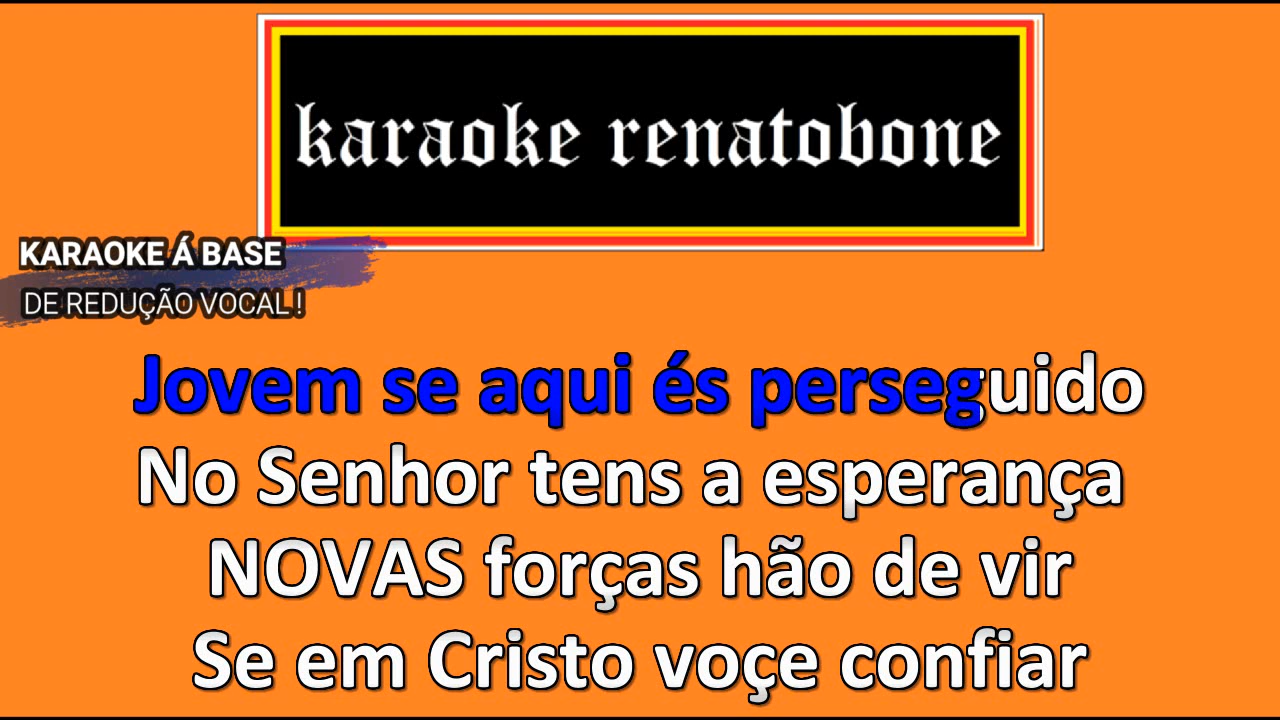 karaoke renatobone
KARAOKE Á BASE
DE REDUÇÃO VOCAL !
Jovem se aqui és perseguido
No Senhor tens a esperança
NOVAS forças hão de vir
Se em Cristo voçe confiar